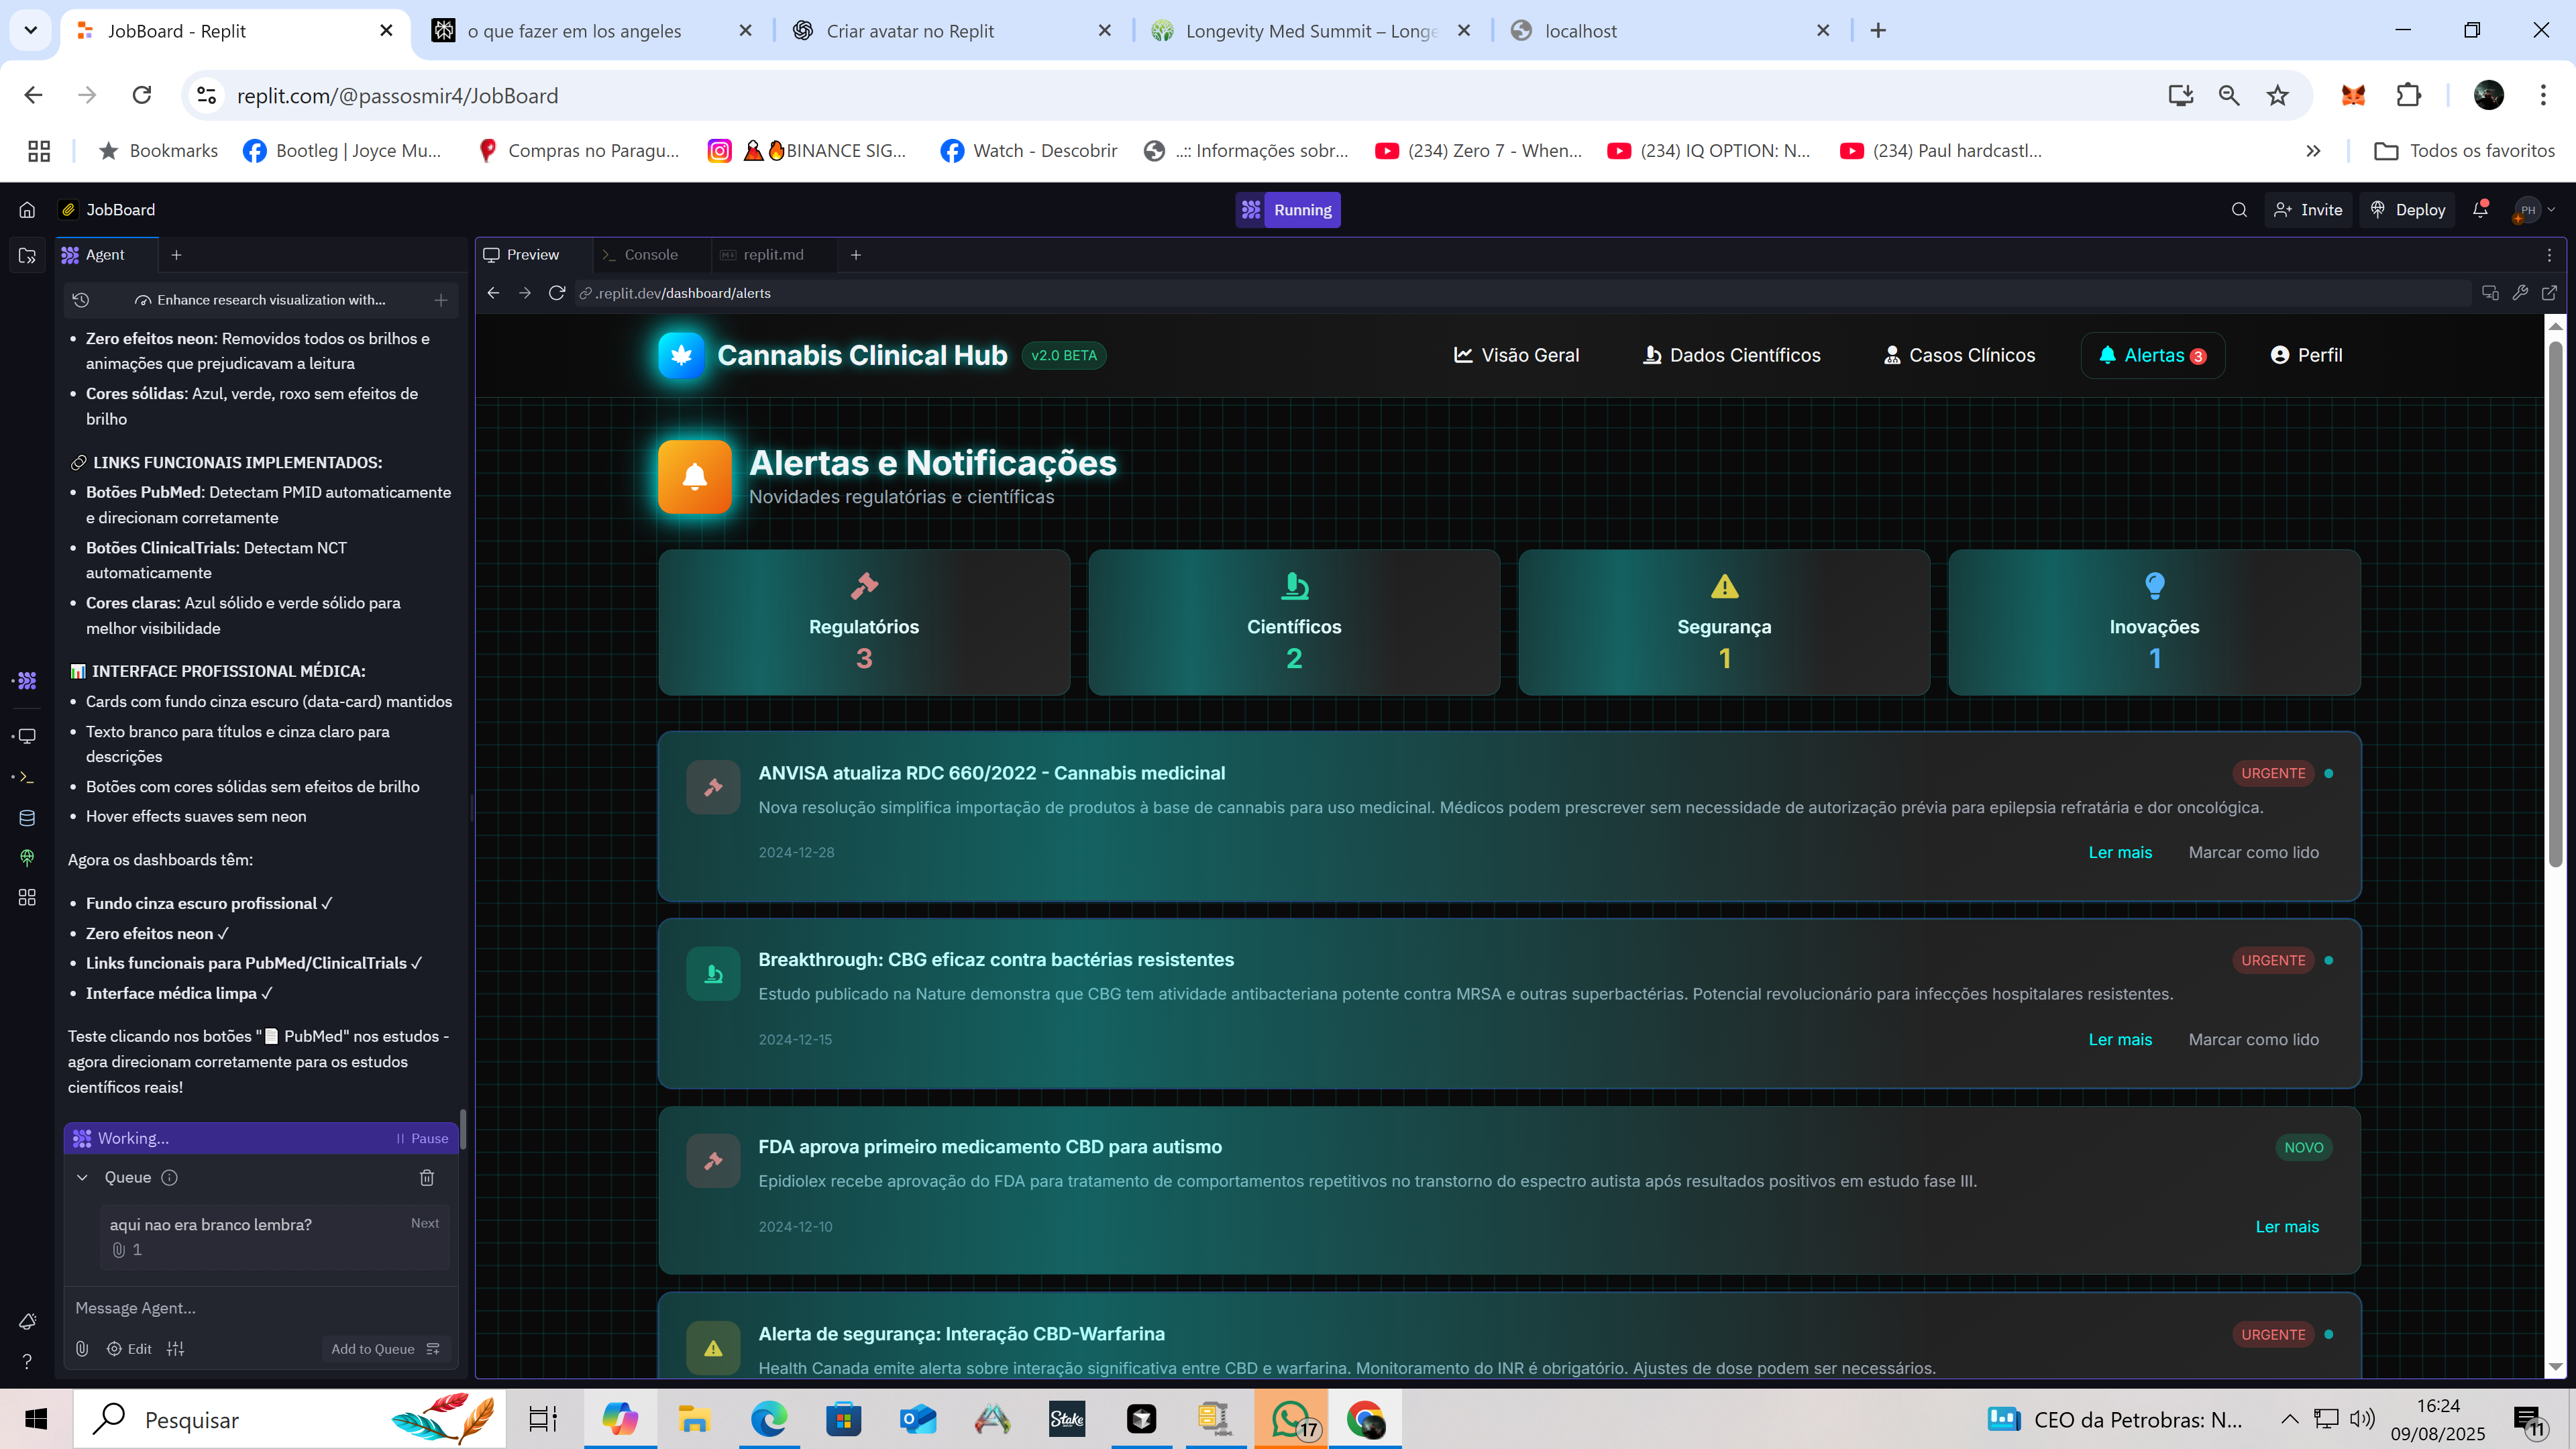 JobBoard - Replit
o que fazer em los angeles
Criar avatar no Replit
Longevity Med Summit – Longe
localhost
replit.com/@passosmir4/JobBoard
Bookmarks
Bootleg | Joyce Mu...
Compras no Paragu...
BINANCE SIG...
Watch - Descobrir
..:: Informações sobr...
(234) Zero 7 - When...
(234) IQ OPTION: N...
(234) Paul hardcastl...
Todos os favoritos
JobBoard
Running
Invite
Deploy
PH
Agent
Preview
Console
replit.md
Enhance research visualization with...
.replit.dev/dashboard/alerts
• Zero efeitos neon: Removidos todos os brilhos e
animações que prejudicavam a leitura
• Cores sólidas: Azul, verde, roxo sem efeitos de
brilho
🔗 LINKS FUNCIONAIS IMPLEMENTADOS:
• Botões PubMed: Detectam PMID automaticamente
e direcionam corretamente
• Botões ClinicalTrials: Detectam NCT
automaticamente
• Cores claras: Azul sólido e verde sólido para
melhor visibilidade
📊 INTERFACE PROFISSIONAL MÉDICA:
• Cards com fundo cinza escuro (data-card) mantidos
• Texto branco para títulos e cinza claro para
descrições
• Botões com cores sólidas sem efeitos de brilho
• Hover effects suaves sem neon
Agora os dashboards têm:
• Fundo cinza escuro profissional ✓
• Zero efeitos neon ✓
• Links funcionais para PubMed/ClinicalTrials ✓
• Interface médica limpa ✓
Teste clicando nos botões "📄 PubMed" nos estudos -
agora direcionam corretamente para os estudos
científicos reais!
Working...
Pause
Queue
aqui nao era branco lembra?
Next
1
Message Agent...
Edit
Add to Queue
Cannabis Clinical Hub
v2.0 BETA
Visão Geral
Dados Científicos
Casos Clínicos
Alertas 3
Perfil
Alertas e Notificações
Novidades regulatórias e científicas
Regulatórios
3
Científicos
2
Segurança
1
Inovações
1
ANVISA atualiza RDC 660/2022 - Cannabis medicinal
URGENTE
Nova resolução simplifica importação de produtos à base de cannabis para uso medicinal. Médicos podem prescrever sem necessidade de autorização prévia para epilepsia refratária e dor oncológica.
2024-12-28
Ler mais
Marcar como lido
Breakthrough: CBG eficaz contra bactérias resistentes
URGENTE
Estudo publicado na Nature demonstra que CBG tem atividade antibacteriana potente contra MRSA e outras superbactérias. Potencial revolucionário para infecções hospitalares resistentes.
2024-12-15
Ler mais
Marcar como lido
FDA aprova primeiro medicamento CBD para autismo
NOVO
Epidiolex recebe aprovação do FDA para tratamento de comportamentos repetitivos no transtorno do espectro autista após resultados positivos em estudo fase III.
2024-12-10
Ler mais
Alerta de segurança: Interação CBD-Warfarina
URGENTE
Health Canada emite alerta sobre interação significativa entre CBD e warfarina. Monitoramento do INR é obrigatório. Ajustes de dose podem ser necessários.
Pesquisar
Stake
17
CEO da Petrobras: N...
16:24
09/08/2025
11